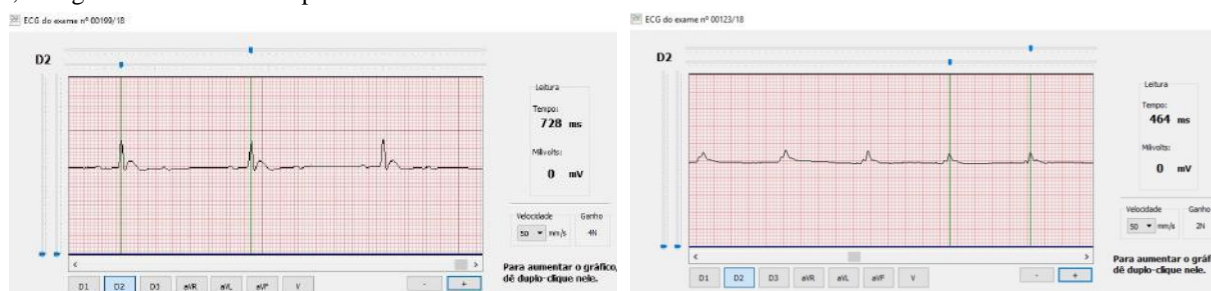 ECG do exame nº 00199/18
D2
Leitura
Tempo:
728 ms
Milivolts:
0 mV
Velocidade
Ganho
50 mm/s
4N
Para aumentar o gráfico,
dê duplo-clique nele.
D1 D2 D3 aVR aVL aVF V
- +
ECG do exame nº 00123/18
D2
Leitura
Tempo:
464 ms
Milivolts:
0 mV
Velocidade
Ganho
50 mm/s
2N
Para aumentar o gráf
dê duplo-clique nele.
D1 D2 D3 aVR aVL aVF V
- +